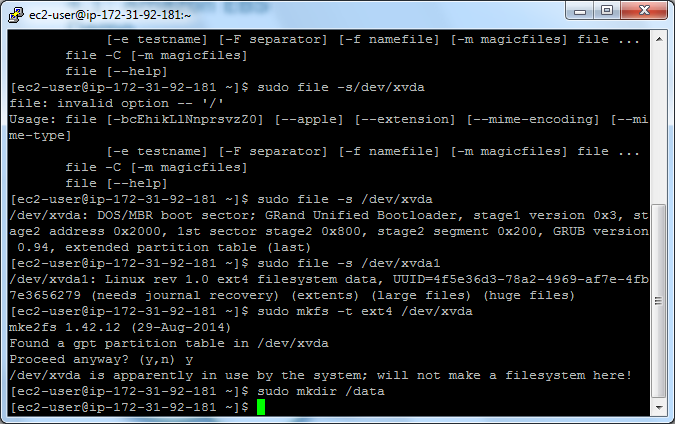 ec2-user@ip-172-31-92-181:~
[-e testname] [-F separator] [-f namefile] [-m magicfiles] file ...
file -C [-m magicfiles]
file [--help]
[ec2-user@ip-172-31-92-181 ~]$ sudo file -s/dev/xvda
file: invalid option -- '/'
Usage: file [-bcEhikLlNnprsvzZ0] [--apple] [--extension] [--mime-encoding] [--mi
me-type]
[-e testname] [-F separator] [-f namefile] [-m magicfiles] file ...
file -C [-m magicfiles]
file [--help]
[ec2-user@ip-172-31-92-181 ~]$ sudo file -s /dev/xvda
/dev/xvda: DOS/MBR boot sector; GRand Unified Bootloader, stage1 version 0x3, st
age2 address 0x2000, 1st sector stage2 0x800, stage2 segment 0x200, GRUB version
0.94, extended partition table (last)
[ec2-user@ip-172-31-92-181 ~]$ sudo file -s /dev/xvda1
/dev/xvda1: Linux rev 1.0 ext4 filesystem data, UUID=4f5e36d3-78a2-4969-af7e-4fb
7e3656279 (needs journal recovery) (extents) (large files) (huge files)
[ec2-user@ip-172-31-92-181 ~]$ sudo mkfs -t ext4 /dev/xvda
mke2fs 1.42.12 (29-Aug-2014)
Found a gpt partition table in /dev/xvda
Proceed anyway? (y,n) y
/dev/xvda is apparently in use by the system; will not make a filesystem here!
[ec2-user@ip-172-31-92-181 ~]$ sudo mkdir /data
[ec2-user@ip-172-31-92-181 ~]$